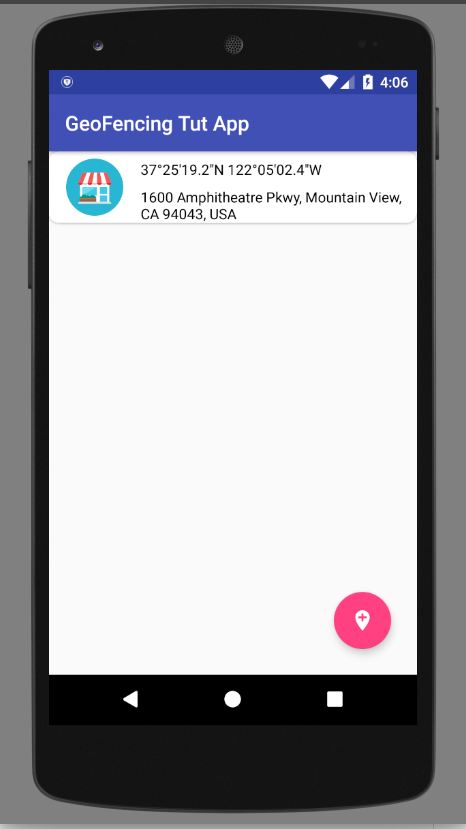 4:06
GeoFencing Tut App
37°25'19.2"N 122°05'02.4"W
1600 Amphitheatre Pkwy, Mountain View,
CA 94043, USA